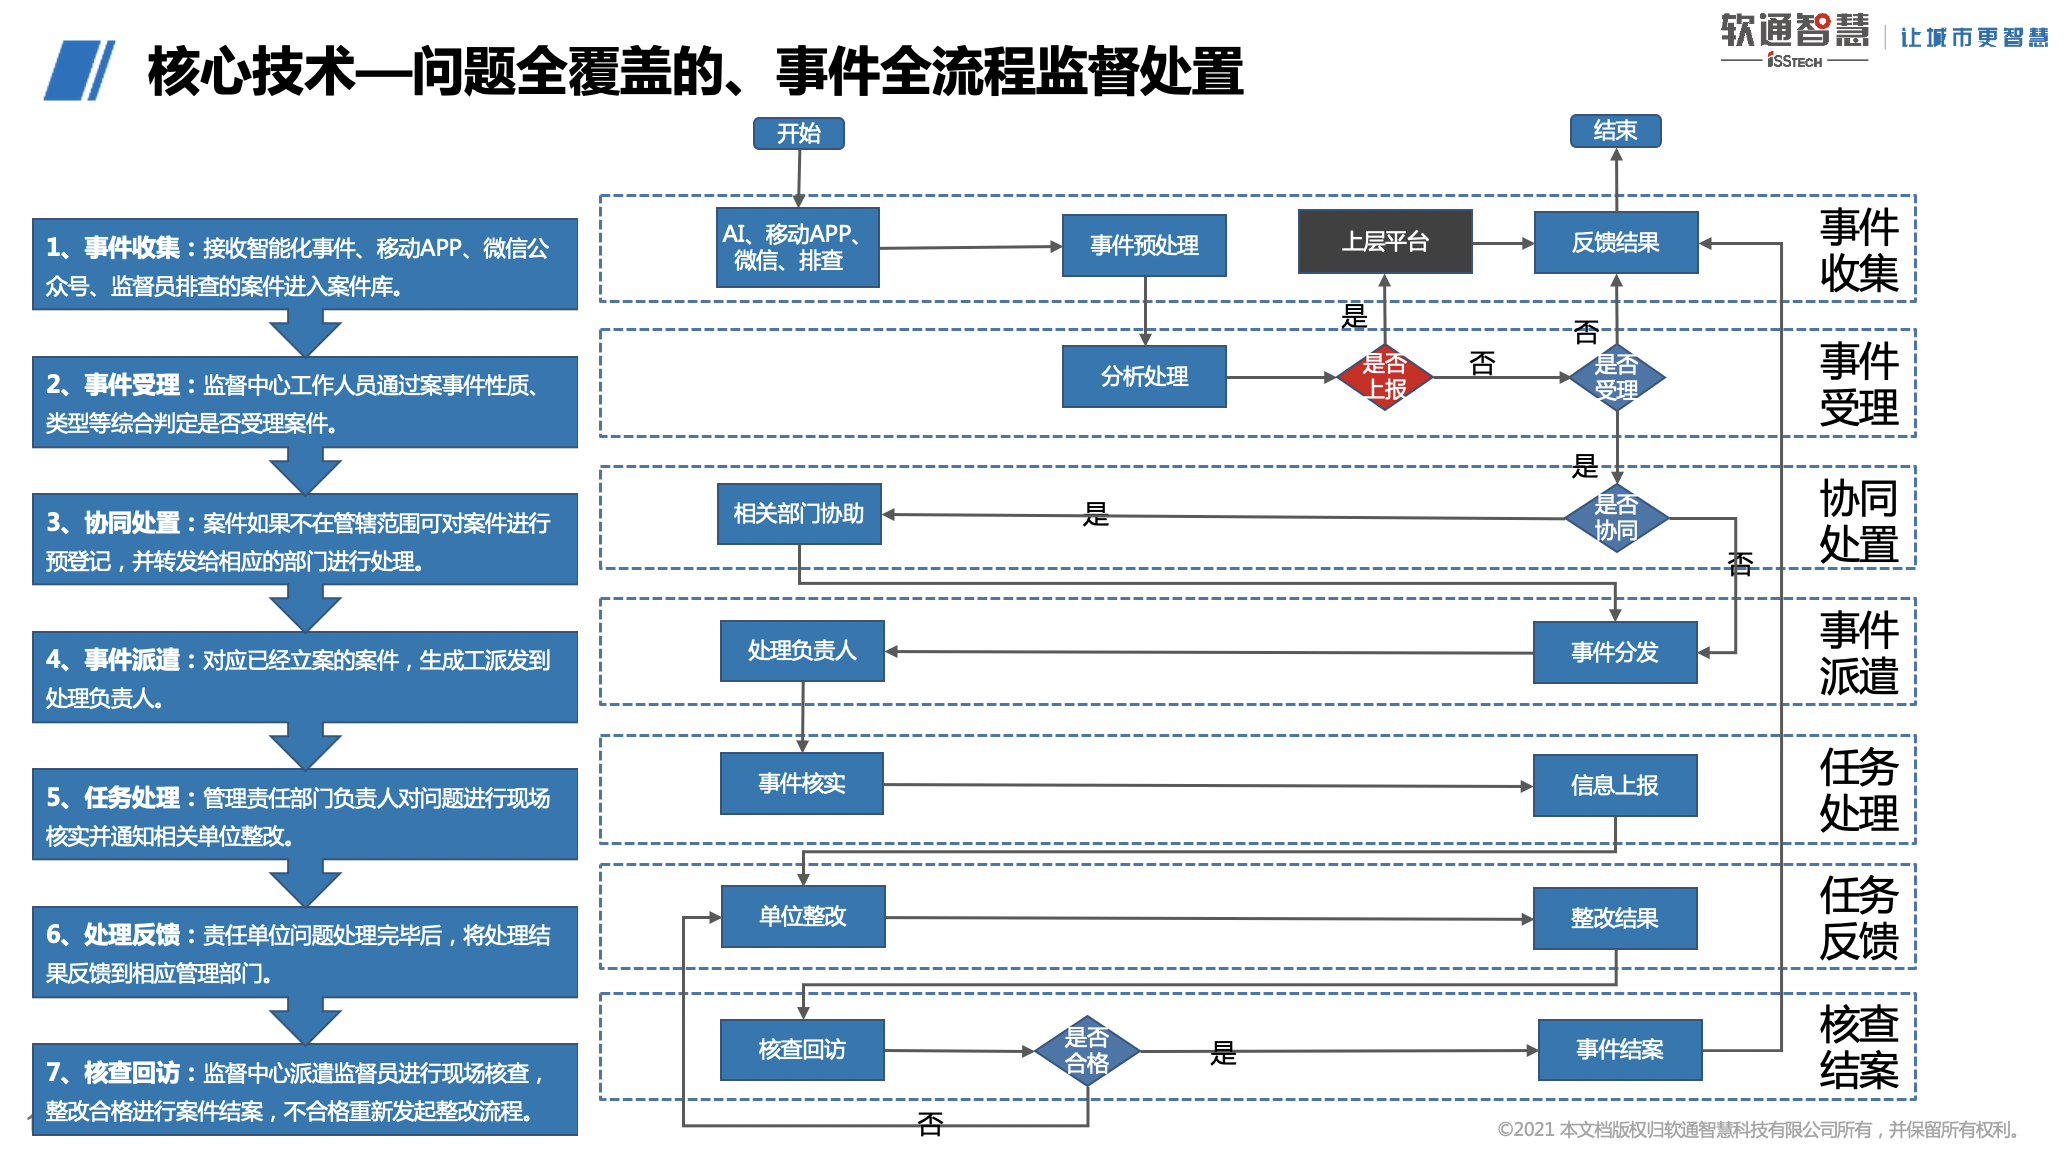 核心技术—问题全覆盖的、事件全流程监督处置
软通智慧
iSSTECH
让城市更智慧
1、事件收集：接收智能化事件、移动APP、微信公
众号、监督员排查的案件进入案件库。
2、事件受理：监督中心工作人员通过案事件性质、
类型等综合判定是否受理案件。
3、协同处置：案件如果不在管辖范围可对案件进行
预登记，并转发给相应的部门进行处理。
4、事件派遣：对应已经立案的案件，生成工派发到
处理负责人。
5、任务处理：管理责任部门负责人对问题进行现场
核实并通知相关单位整改。
6、处理反馈：责任单位问题处理完毕后，将处理结
果反馈到相应管理部门。
7、核查回访：监督中心派遣监督员进行现场核查，
整改合格进行案件结案，不合格重新发起整改流程。
开始
结束
AI、移动APP、
微信、排查
事件预处理
上层平台
反馈结果
事件
收集
是
否
分析处理
是否
上报
否
是否
受理
事件
受理
是
相关部门协助
是
是否
协同
否
协同
处置
处理负责人
事件分发
事件
派遣
事件核实
信息上报
任务
处理
单位整改
整改结果
任务
反馈
核查回访
是否
合格
是
事件结案
核查
结案
否
©2021 本文档版权归软通智慧科技有限公司所有，并保留所有权利。